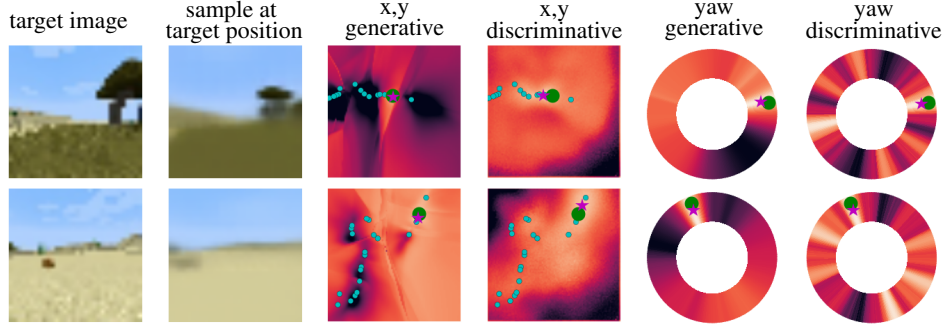 target image
sample at
target position
x,y
generative
x,y
discriminative
yaw
generative
yaw
discriminative